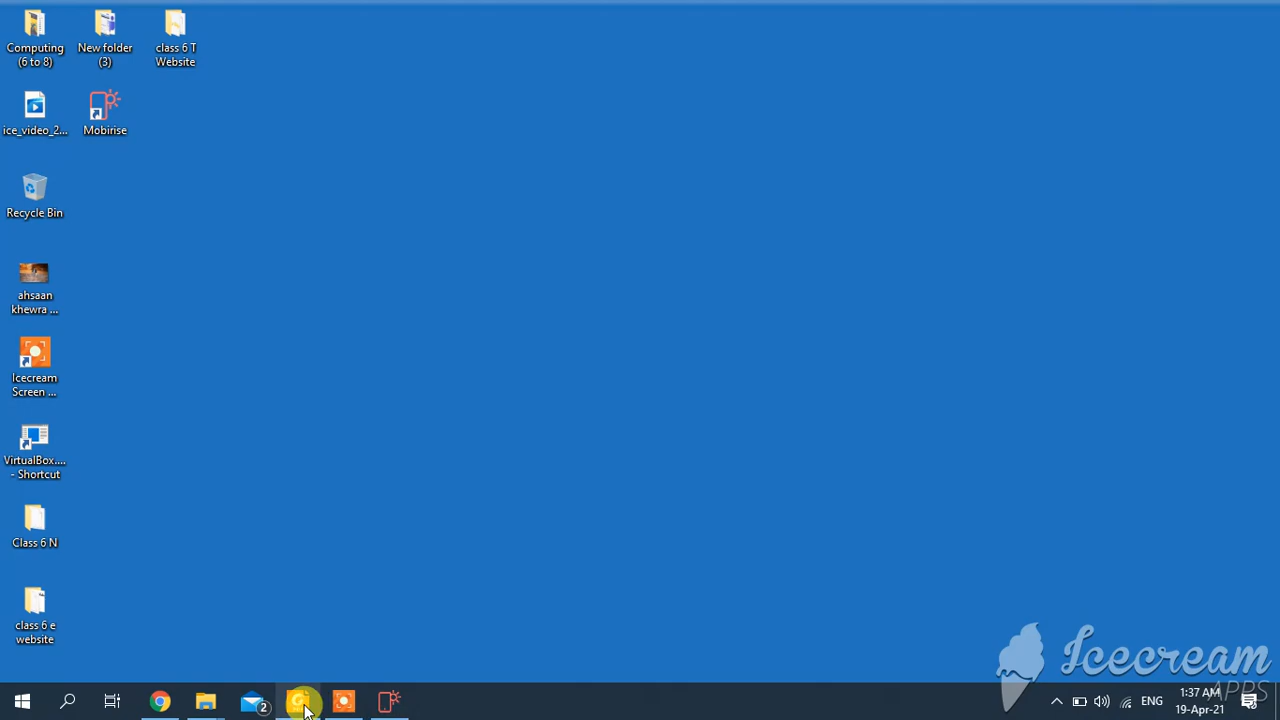 Computing
(6 to 8)
New folder
(3)
class 6 T
Website
ice_video_2...
Mobirise
Recycle Bin
ahsaan
khewra ...
Icecream
Screen ...
VirtualBox....
- Shortcut
Class 6 N
class 6 e
website
Icecream
APPS
2
G
ENG
1:37 AM
19-Apr-21